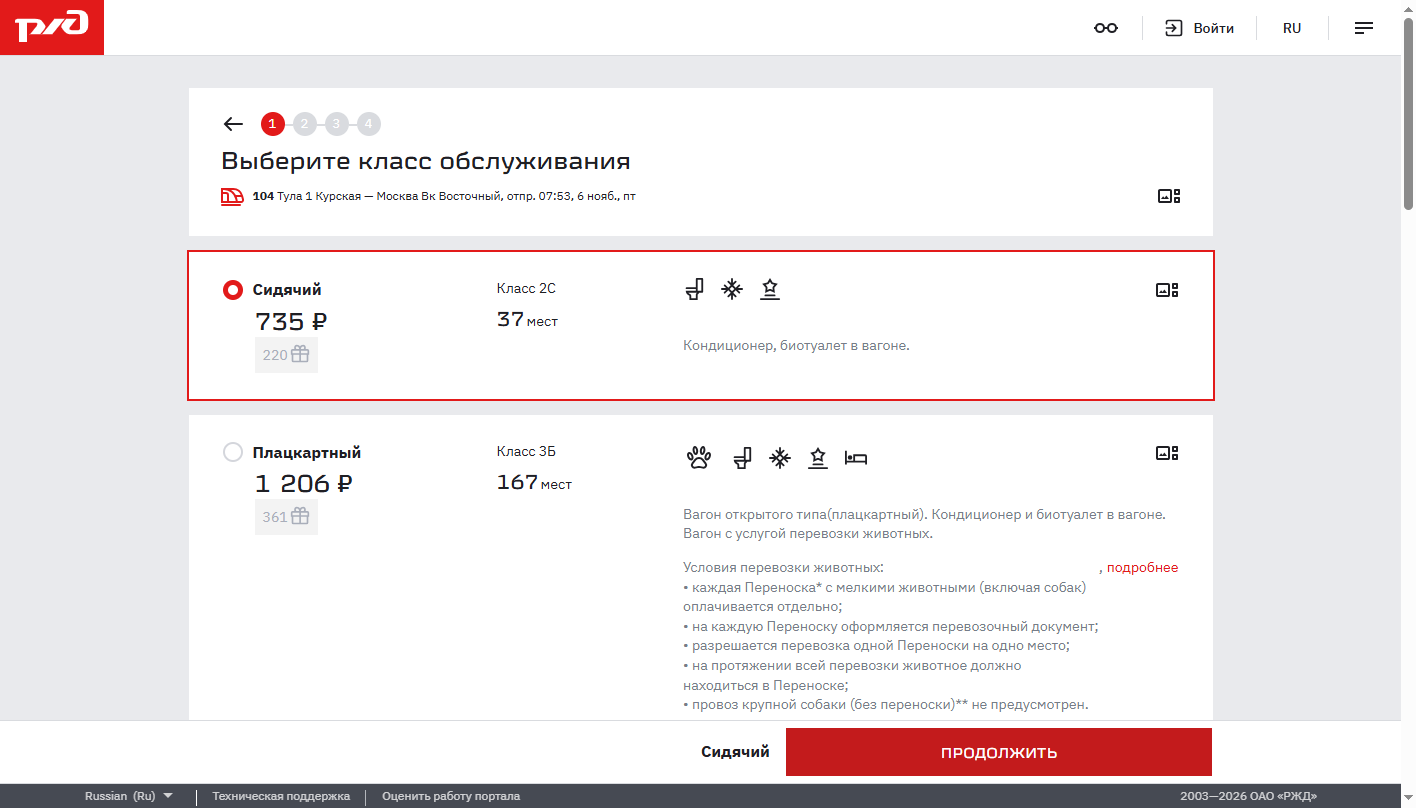 РЖД
Войти
RU
1 2 3 4
Выберите класс обслуживания
104 Тула 1 Курская — Москва Вк Восточный, отпр. 07:53, 6 нояб., пт
Сидячий
735 ₽
220
Класс 2С
37 мест
Кондиционер, биотуалет в вагоне.
Плацкартный
1 206 ₽
361
Класс 3Б
167 мест
Вагон открытого типа(плацкартный). Кондиционер и биотуалет в вагоне.
Вагон с услугой перевозки животных.
Условия перевозки животных:
, подробнее
• каждая Переноска* с мелкими животными (включая собак)
оплачивается отдельно;
• на каждую Переноску оформляется перевозочный документ;
• разрешается перевозка одной Переноски на одно место;
• на протяжении всей перевозки животное должно
находиться в Переноске;
• провоз крупной собаки (без переноски)** не предусмотрен.
Сидячий
ПРОДОЛЖИТЬ
Russian (Ru)
Техническая поддержка
Оценить работу портала
2003—2026 ОАО «РЖД»